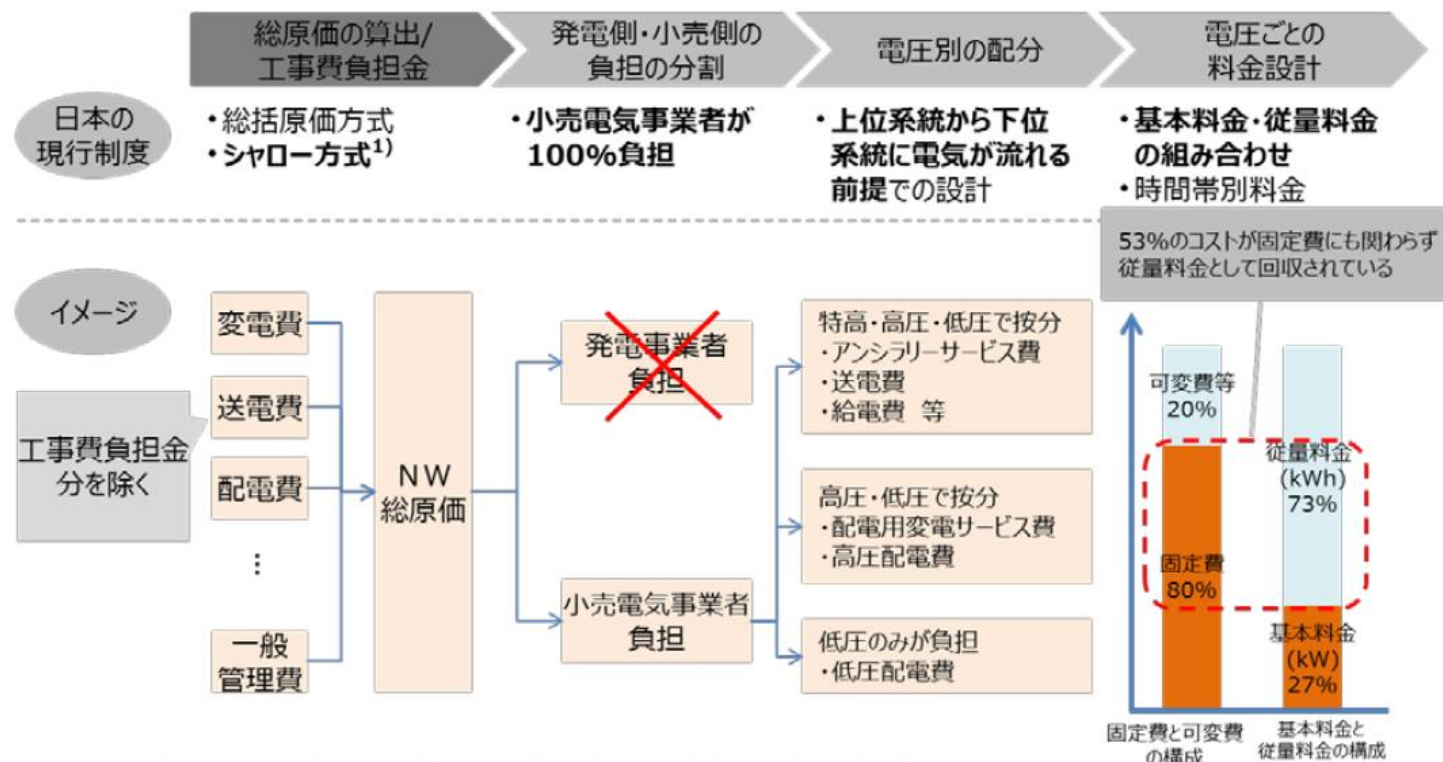 総原価の算出/
工事費負担金
発電側・小売側の
負担の分割
電圧別の配分
電圧ごとの
料金設計
日本の
現行制度
・総括原価方式
・シャロー方式1)
・小売電気事業者が
100%負担
・上位系統から下位
系統に電気が流れる
前提での設計
・基本料金・従量料金
の組み合わせ
・時間帯別料金
53%のコストが固定費にも関わらず
従量料金として回収されている
イメージ
工事費負担金
分を除く
変電費
送電費
配電費
⋮
一般
管理費
NW
総原価
発電事業者
負担
小売電気事業者
負担
特高・高圧・低圧で按分
・アンシラリーサービス費
・送電費
・給電費 等
高圧・低圧で按分
・配電用変電サービス費
・高圧配電費
低圧のみが負担
・低圧配電費
可変費等
20%
固定費
80%
従量料金
(kWh)
73%
基本料金
(kW)
27%
固定費と可変費
の構成
基本料金と
従量料金の構成